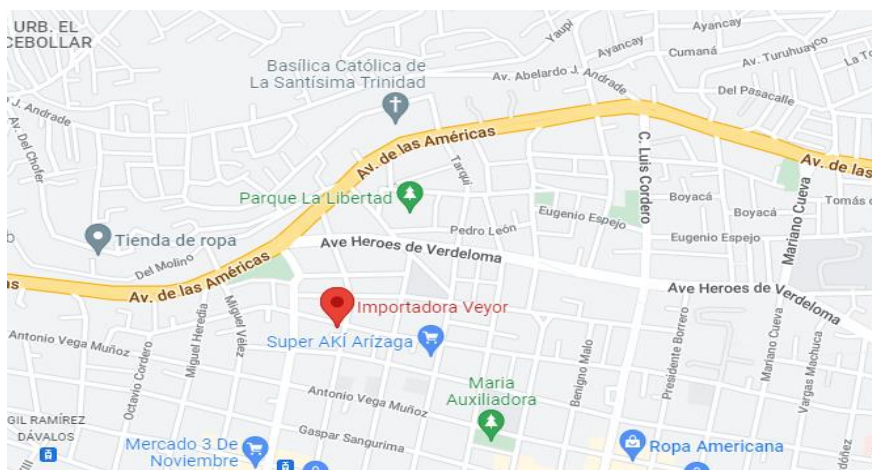 URB. EL
CEBOLLAR
Yaupi
Ayancay
Ayancay
Cumaná
Av. Turuhuayco
La To
Basílica Católica de
La Santísima Trinidad
Av. Abelardo J. Andrade
Del Pasacalle
o J. Andrade
Av. Del Chofer
Av. de las Américas
Tarqui
C. Luis Cordero
Av. de las
Parque La Libertad
Boyacá
Boyacá
Tomás o
Eugenio Espejo
Mariano Cueva
Pedro León
Eugenio Espejo
b
Tienda de ropa
Ave Heroes de Verdeloma
Del Molino
as
Av. de las Américas
Ave Heroes de Verdeloma
Importadora Veyor
Antonio Vega Muñoz
Miguel Heredia
Miguel Vélez
Super AKÍ Arízaga
Octavio Cordero
Benigno Malo
Presidente Borrero
Mariano Cueva
Vargas Machuca
Maria
Auxiliadora
Antonio Vega Muñoz
GIL RAMÍREZ
DÁVALOS
Gaspar Sangurima
Mercado 3 De
Noviembre
Ropa Americana
dóñez